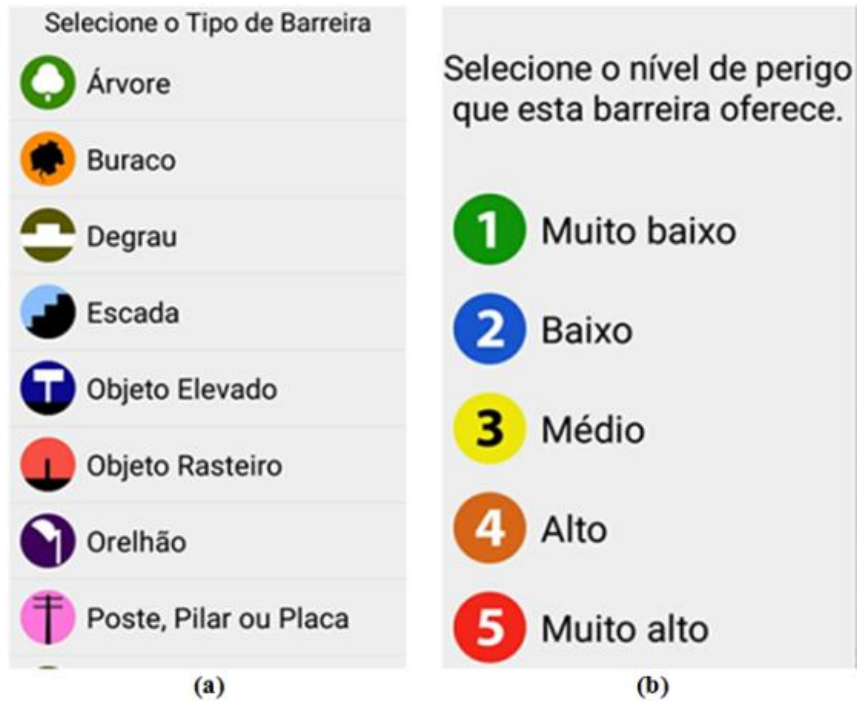 Selecione o Tipo de Barreira
Árvore
Buraco
Degrau
Escada
Objeto Elevado
Objeto Rasteiro
Orelhão
Poste, Pilar ou Placa
(a)
Selecione o nível de perigo
que esta barreira oferece.
1 Muito baixo
2 Baixo
3 Médio
4 Alto
5 Muito alto
(b)